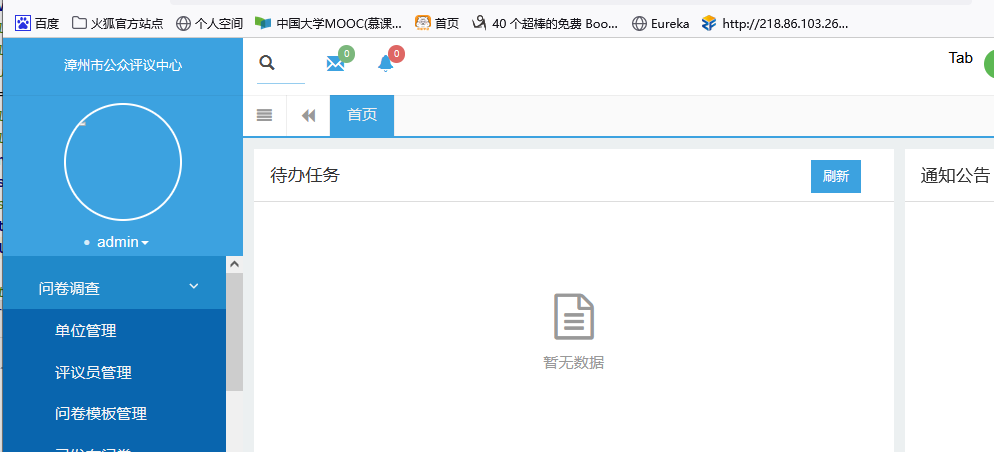 百度 火狐官方站点 个人空间 中国大学MOOC(慕课... 首页 40 个超棒的免费 Boo... Eureka http://218.86.103.26...
漳州市公众评议中心
0 0 Tab
首页
待办任务 刷新 通知公告
admin
问卷调查
单位管理
暂无数据
评议员管理
问卷模板管理